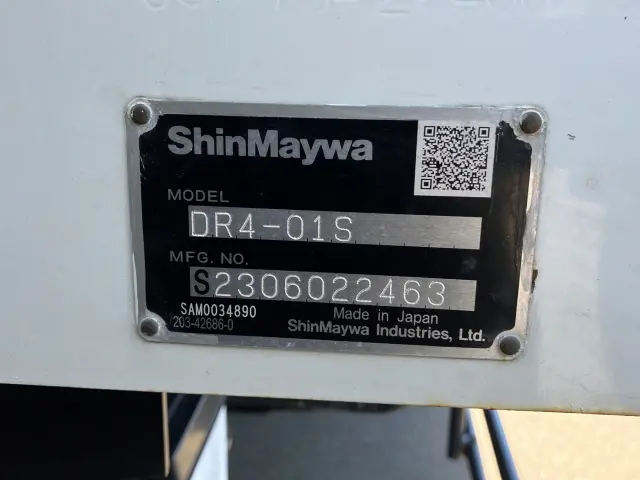 ShinMaywa
MODEL
DR4-01S
MFG. NO.
S2306022463
SAM0034890
203-42686-0
Made in Japan
ShinMaywa Industries, Ltd.